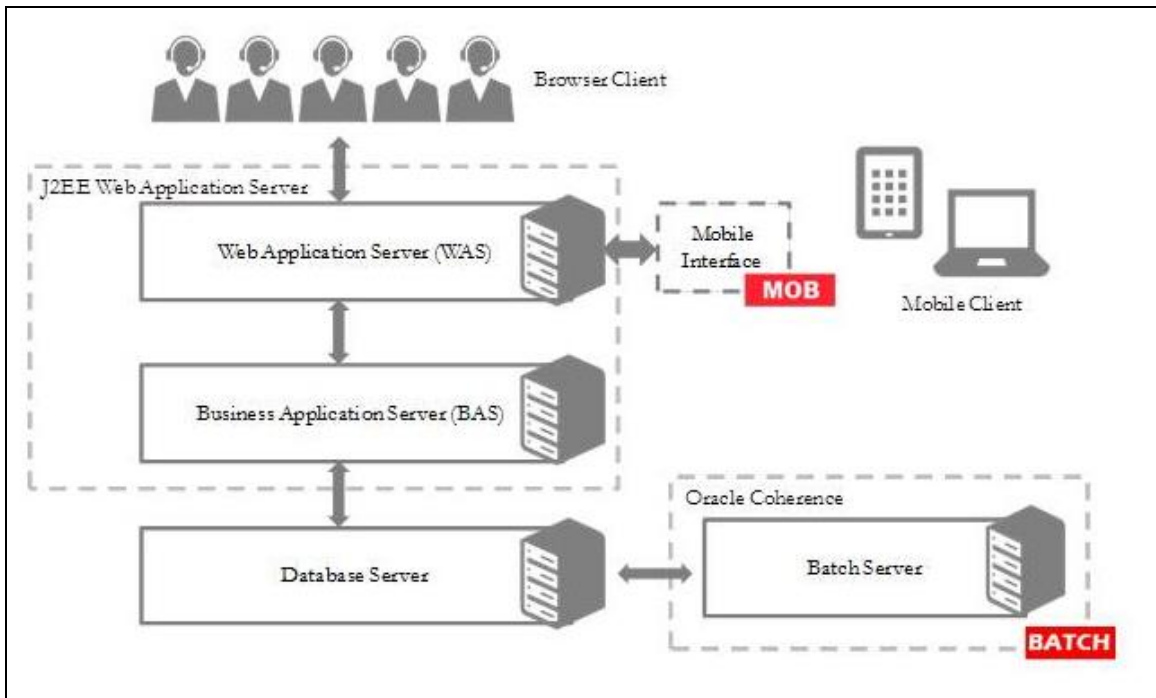 Browser Client
J2EE Web Application Server
Web Application Server (WAS)
Mobile
Interface
MOB
Mobile Client
Business Application Server (BAS)
Oracle Coherence
Database Server
Batch Server
BATCH